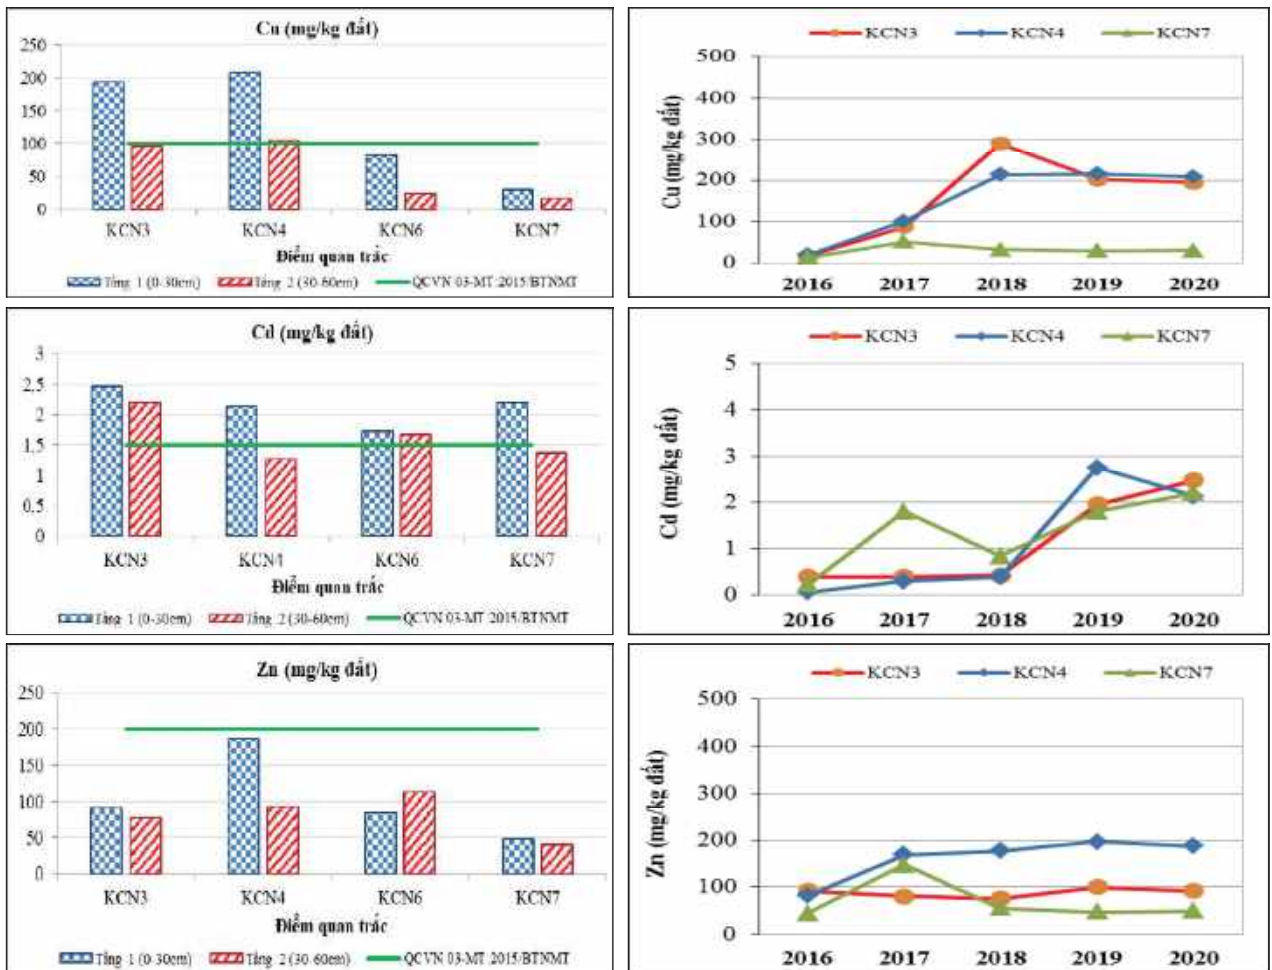 Cu (mg/kg đất)
250
200
150
100
50
0
KCN3 KCN4 KCN6 KCN7
Điểm quan trắc
Tầng 1 (0-30cm) Tầng 2 (30-60cm) QCVN 03-MT 2015/BTNMT
KCN3 KCN4 KCN7
Cu (mg/kg đất)
500
400
300
200
100
0
2016 2017 2018 2019 2020
Cd (mg/kg đất)
3
2.5
2
1.5
1
0.5
0
KCN3 KCN4 KCN6 KCN7
Điểm quan trắc
Tầng 1 (0-30cm) Tầng 2 (30-60cm) QCVN 03-MT 2015/BTNMT
KCN3 KCN4 KCN7
Cd (mg/kg đất)
5
4
3
2
1
0
2016 2017 2018 2019 2020
Zn (mg/kg đất)
250
200
150
100
50
0
KCN3 KCN4 KCN6 KCN7
Điểm quan trắc
Tầng 1 (0-30cm) Tầng 2 (30-60cm) QCVN 03-MT 2015/BTNMT
KCN3 KCN4 KCN7
Zn (mg/kg đất)
500
400
300
200
100
0
2016 2017 2018 2019 2020